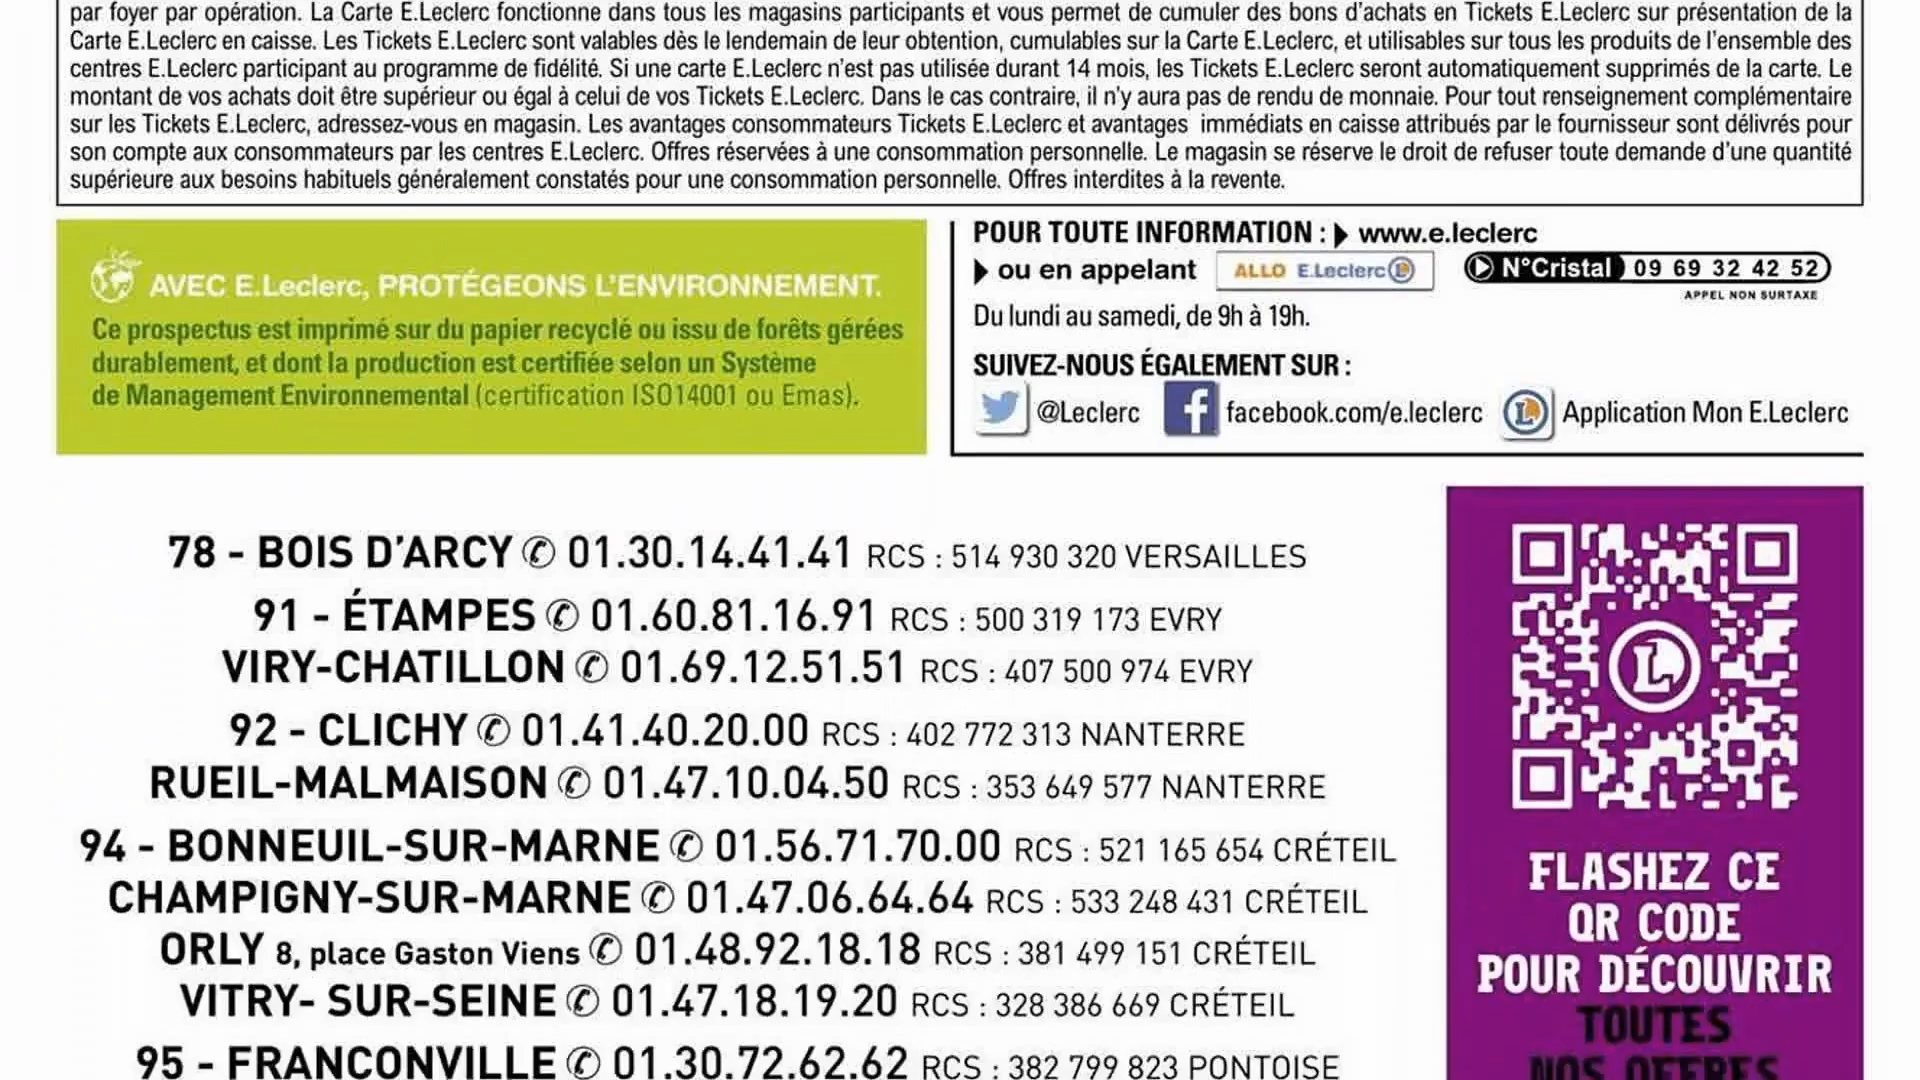 par foyer par opération. La Carte E.Leclerc fonctionne dans tous les magasins participants et vous permet de cumuler des bons d’achats en Tickets E.Leclerc sur présentation de la
Carte E.Leclerc en caisse. Les Tickets E.Leclerc sont valables dès le lendemain de leur obtention, cumulables sur la Carte E.Leclerc, et utilisables sur tous les produits de l’ensemble des
centres E.Leclerc participant au programme de fidélité. Si une carte E.Leclerc n’est pas utilisée durant 14 mois, les Tickets E.Leclerc seront automatiquement supprimés de la carte. Le
montant de vos achats doit être supérieur ou égal à celui de vos Tickets E.Leclerc. Dans le cas contraire, il n’y aura pas de rendu de monnaie. Pour tout renseignement complémentaire
sur les Tickets E.Leclerc, adressez-vous en magasin. Les avantages consommateurs Tickets E.Leclerc et avantages immédiats en caisse attribués par le fournisseur sont délivrés pour
son compte aux consommateurs par les centres E.Leclerc. Offres réservées à une consommation personnelle. Le magasin se réserve le droit de refuser toute demande d’une quantité
supérieure aux besoins habituels généralement constatés pour une consommation personnelle. Offres interdites à la revente.
AVEC E.Leclerc, PROTÉGEONS L’ENVIRONNEMENT.
Ce prospectus est imprimé sur du papier recyclé ou issu de forêts gérées
durablement, et dont la production est certifiée selon un Système
de Management Environnemental (certification ISO14001 ou Emas).
POUR TOUTE INFORMATION : www.e.leclerc
ou en appelant ALLO E.Leclerc N°Cristal 09 69 32 42 52
APPEL NON SURTAXE
Du lundi au samedi, de 9h à 19h.
SUIVEZ-NOUS ÉGALEMENT SUR :
@Leclerc facebook.com/e.leclerc Application Mon E.Leclerc
78 - BOIS D’ARCY ✆ 01.30.14.41.41 RCS : 514 930 320 VERSAILLES
91 - ÉTAMPES ✆ 01.60.81.16.91 RCS : 500 319 173 EVRY
VIRY-CHATILLON ✆ 01.69.12.51.51 RCS : 407 500 974 EVRY
92 - CLICHY ✆ 01.41.40.20.00 RCS : 402 772 313 NANTERRE
RUEIL-MALMAISON ✆ 01.47.10.04.50 RCS : 353 649 577 NANTERRE
94 - BONNEUIL-SUR-MARNE ✆ 01.56.71.70.00 RCS : 521 165 654 CRÉTEIL
CHAMPIGNY-SUR-MARNE ✆ 01.47.06.64.64 RCS : 533 248 431 CRÉTEIL
ORLY 8, place Gaston Viens ✆ 01.48.92.18.18 RCS : 381 499 151 CRÉTEIL
VITRY- SUR-SEINE ✆ 01.47.18.19.20 RCS : 328 386 669 CRÉTEIL
95 - FRANCONVILLE ✆ 01.30.72.62.62 RCS : 382 799 823 PONTOISE
FLASHEZ CE
QR CODE
POUR DÉCOUVRIR
TOUTES
NOS OFFRES